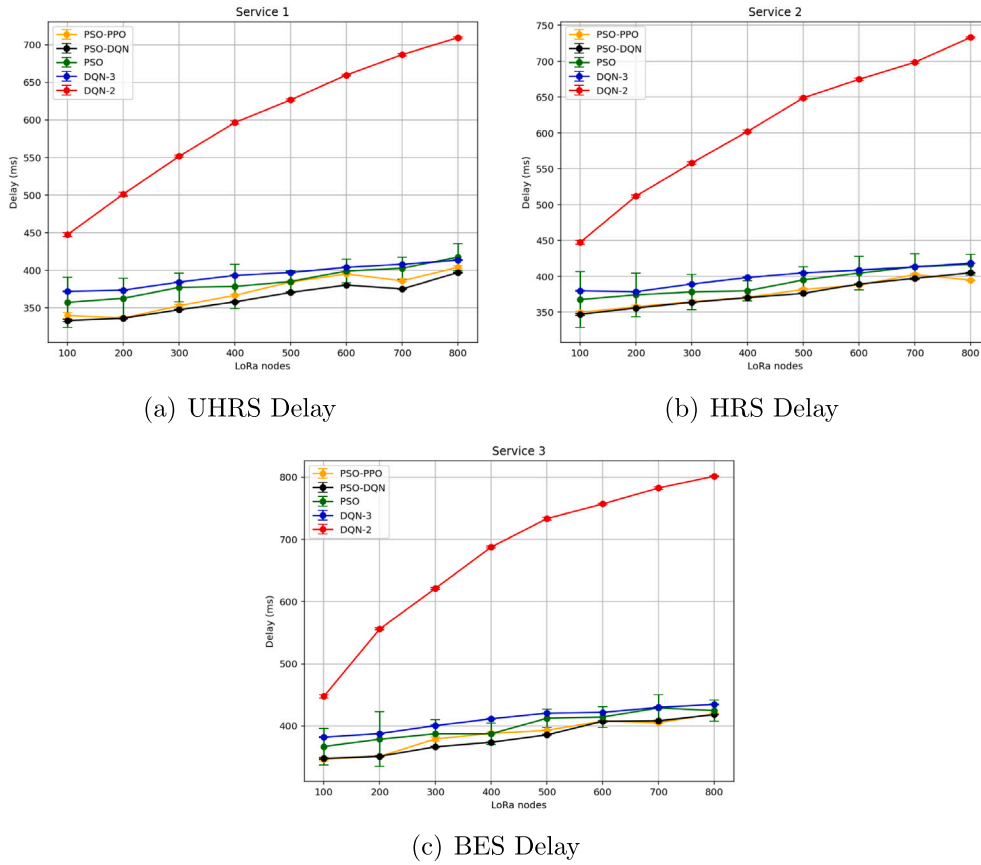 Service 1
PSO-PPO
PSO-DQN
PSO
DQN-3
DQN-2
Delay (ms)
700
650
600
550
500
450
400
350
100 200 300 400 500 600 700 800
LoRa nodes
(a) UHRS Delay
Service 2
PSO-PPO
PSO-DQN
PSO
DQN-3
DQN-2
Delay (ms)
750
700
650
600
550
500
450
400
350
100 200 300 400 500 600 700 800
LoRa nodes
(b) HRS Delay
Service 3
PSO-PPO
PSO-DQN
PSO
DQN-3
DQN-2
Delay (ms)
800
700
600
500
400
100 200 300 400 500 600 700 800
LoRa nodes
(c) BES Delay